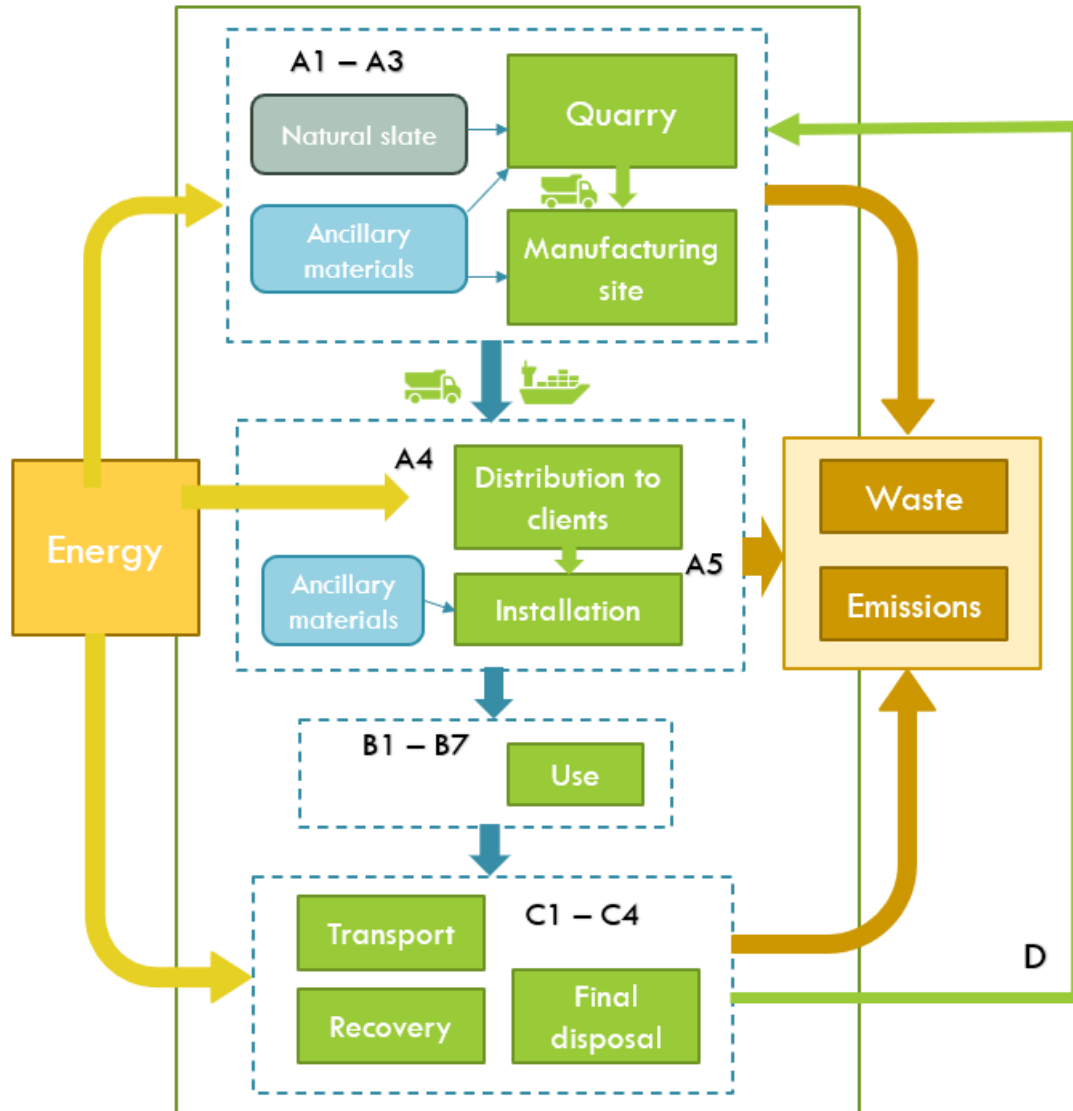 A1 – A3
Natural slate
Quarry
Ancillary
materials
Manufacturing
site
A4
Distribution to
clients
A5
Ancillary
materials
Installation
Energy
Waste
Emissions
B1 – B7
Use
C1 – C4
Transport
Recovery
Final
disposal
D